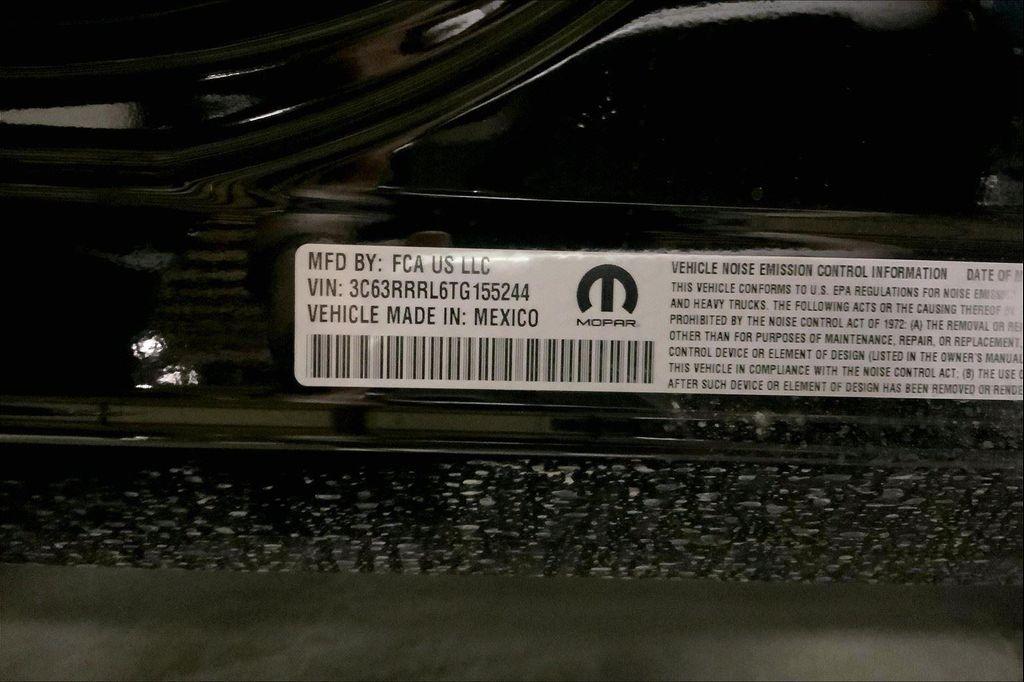 MFD BY: FCA US LLC
VIN: 3C63RRRL6TG155244
VEHICLE MADE IN: MEXICO
MOPAR
VEHICLE NOISE EMISSION CONTROL INFORMATION DATE OF
THIS VEHICLE CONFORMS TO U.S. EPA REGULATIONS FOR NOISE
AND HEAVY TRUCKS. THE FOLLOWING ACTS OR THE CAUSING THEREOF
PROHIBITED BY THE NOISE CONTROL ACT OF 1972: (A) THE REMOVAL OR
OTHER THAN FOR PURPOSES OF MAINTENANCE, REPAIR, OR REPLACEMENT,
CONTROL DEVICE OR ELEMENT OF DESIGN (LISTED IN THE OWNER'S MANUAL
THIS VEHICLE IN COMPLIANCE WITH THE NOISE CONTROL ACT; (B) THE USE
AFTER SUCH DEVICE OR ELEMENT OF DESIGN HAS BEEN REMOVED OR